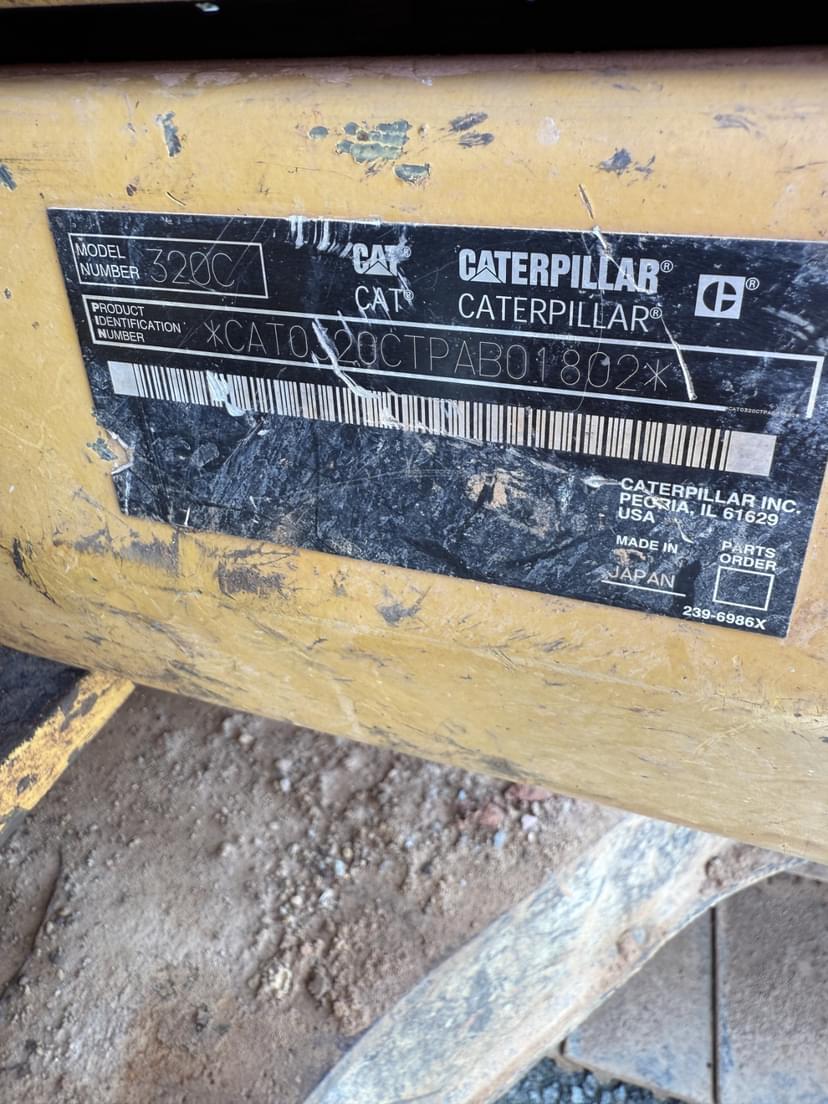 MODEL NUMBER 320C
CAT® CATERPILLAR® ®
CAT® CATERPILLAR®
PRODUCT IDENTIFICATION NUMBER *CAT0320CTPAB01802*
CATERPILLAR INC.
PEORIA, IL 61629
USA
MADE IN
JAPAN
PARTS
ORDER
239-6986X